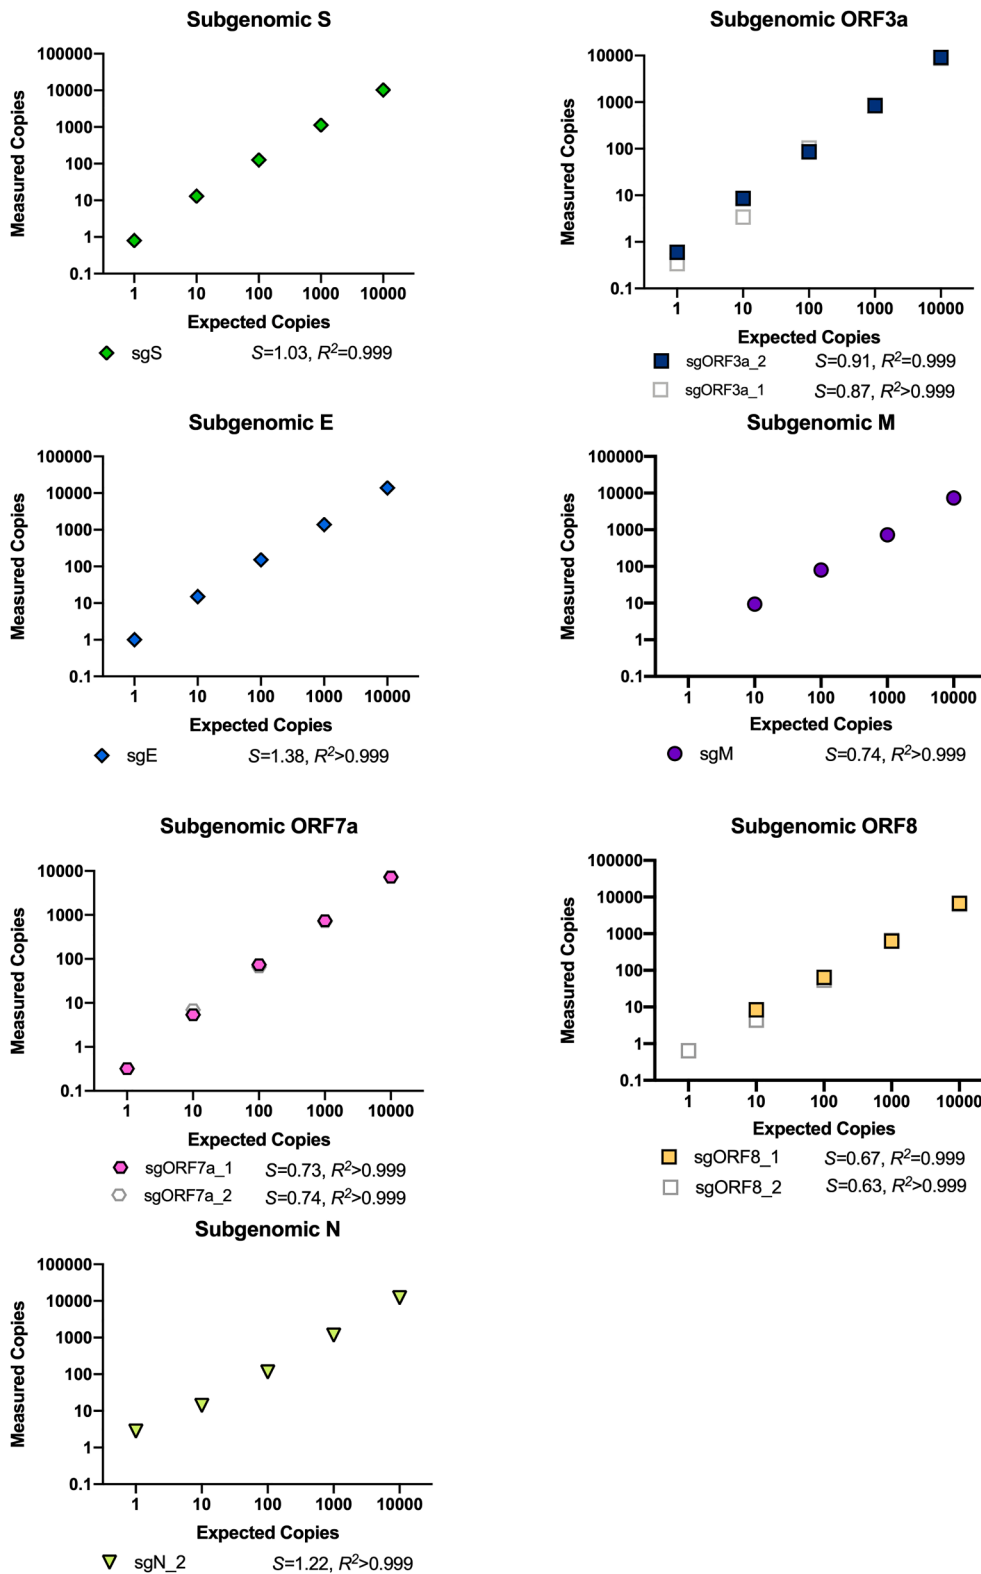 Subgenomic S
Measured Copies
100000
10000
1000
100
10
1
0.1
1 10 100 1000 10000
Expected Copies
sgS S=1.03, R²=0.999
Subgenomic ORF3a
Measured Copies
10000
1000
100
10
1
0.1
1 10 100 1000 10000
Expected Copies
sgORF3a_2 S=0.91, R²=0.999
sgORF3a_1 S=0.87, R²>0.999
Subgenomic E
Measured Copies
100000
10000
1000
100
10
1
0.1
1 10 100 1000 10000
Expected Copies
sgE S=1.38, R²>0.999
Subgenomic M
Measured Copies
100000
10000
1000
100
10
1
0.1
1 10 100 1000 10000
Expected Copies
sgM S=0.74, R²>0.999
Subgenomic ORF7a
Measured Copies
10000
1000
100
10
1
0.1
1 10 100 1000 10000
Expected Copies
sgORF7a_1 S=0.73, R²>0.999
sgORF7a_2 S=0.74, R²>0.999
Subgenomic ORF8
Measured Copies
100000
10000
1000
100
10
1
0.1
1 10 100 1000 10000
Expected Copies
sgORF8_1 S=0.67, R²=0.999
sgORF8_2 S=0.63, R²>0.999
Subgenomic N
Measured Copies
100000
10000
1000
100
10
1
0.1
1 10 100 1000 10000
Expected Copies
sgN_2 S=1.22, R²>0.999